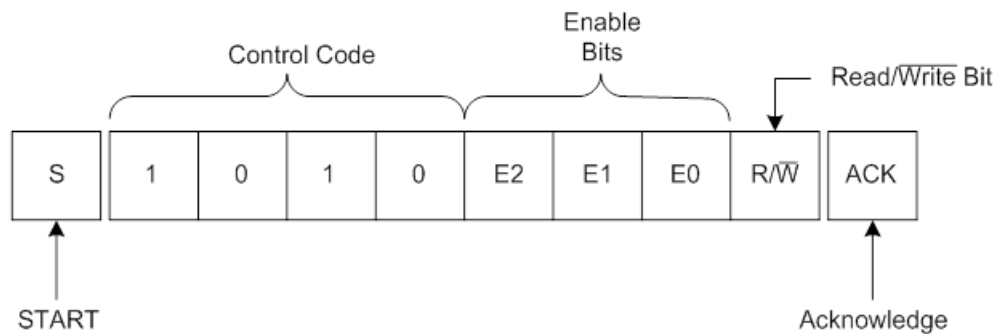 Enable
Bits
Control Code
Read/Write Bit
S 1 0 1 0 E2 E1 E0 R/W ACK
START
Acknowledge